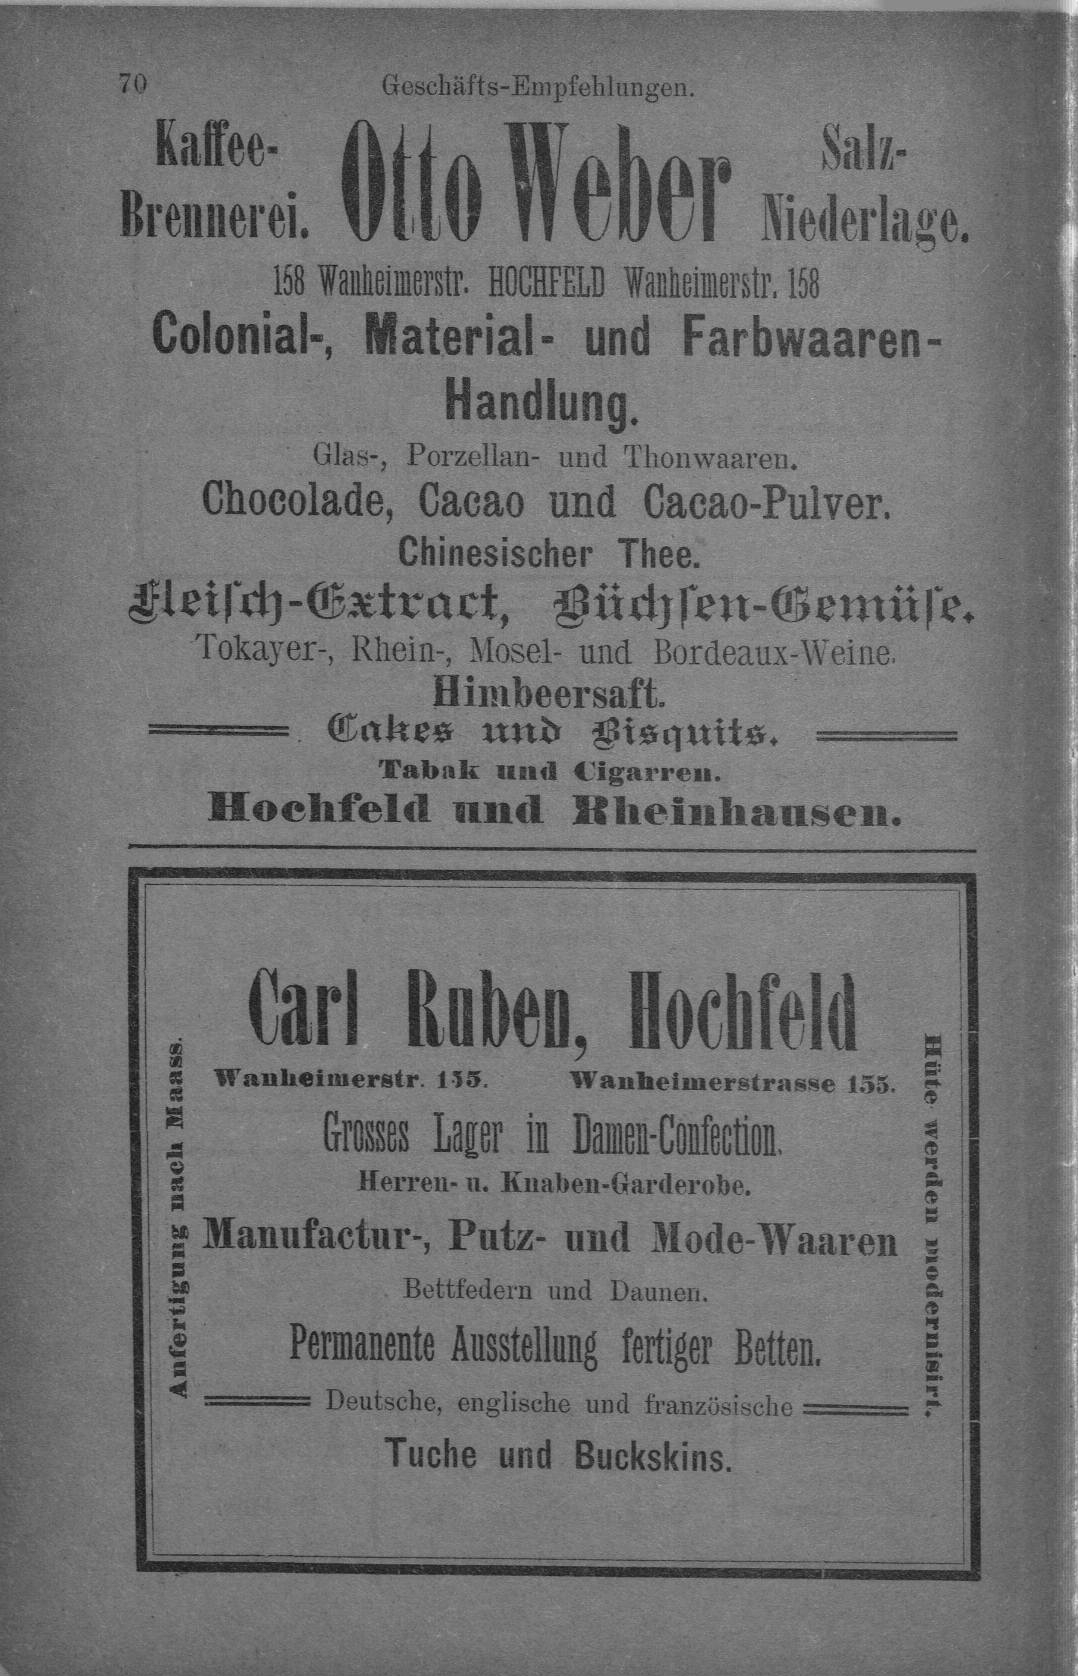 70
Geschäfts-Empfehlungen.
Kaffee-
Brennerei.
Otto Weber
Salz-
Niederlage.
158 Wanheimerstr. HOCHFELD Wanheimerstr. 158
Colonial-, Material- und Farbwaaren-
Handlung.
Glas-, Porzellan- und Thonwaaren.
Chocolade, Cacao und Cacao-Pulver.
Chinesischer Thee.
Fleiſch-Extract, Büchſen-Gemüſe.
Tokayer-, Rhein-, Mosel- und Bordeaux-Weine.
Himbeersaft.
Cakes und Bisquits.
Tabak und Cigarren.
Hochfeld und Rheinhausen.
Carl Ruben, Hochfeld
Wanheimerstr. 155. Wanheimerstrasse 155.
Grosses Lager in Damen-Confection.
Herren- u. Knaben-Garderobe.
Manufactur-, Putz- und Mode-Waaren
Bettfedern und Daunen.
Permanente Ausstellung fertiger Betten.
Deutsche, englische und französische
Tuche und Buckskins.
Anfertigung nach Maass.
Hüte werden modernisirt.